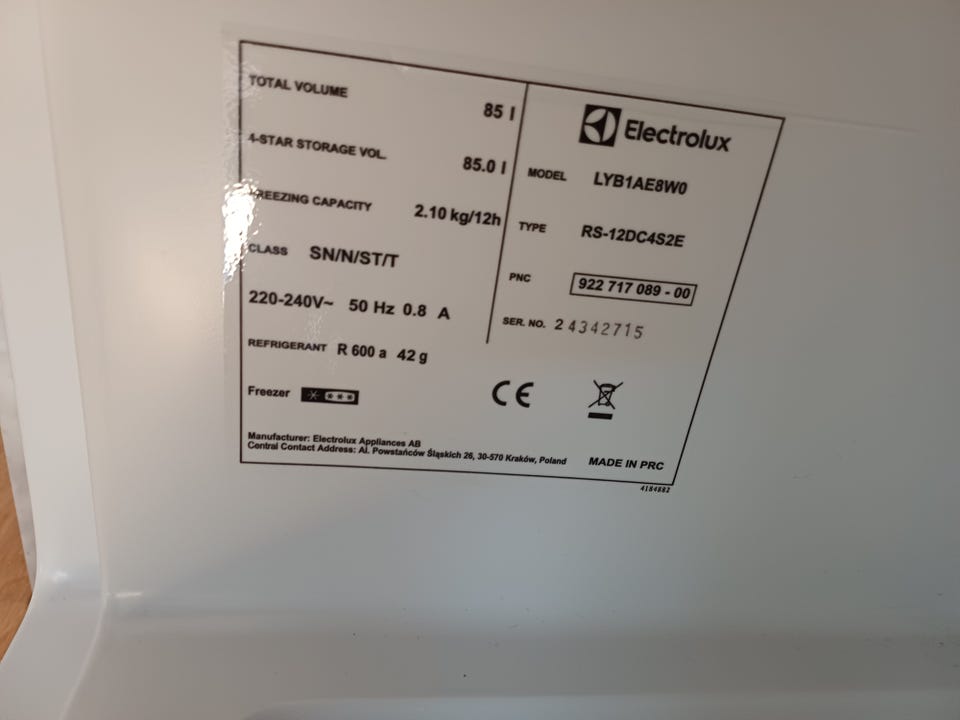 TOTAL VOLUME 85 l
4-STAR STORAGE VOL. 85.0 l
FREEZING CAPACITY 2.10 kg/12h
CLASS SN/N/ST/T
220-240V~ 50 Hz 0.8 A
REFRIGERANT R 600 a 42 g
Freezer
Electrolux
MODEL LYB1AE8W0
TYPE RS-12DC4S2E
PNC 922 717 089 - 00
SER. NO. 2 4342715
CE
Manufacturer: Electrolux Appliances AB
Central Contact Address: Al. Powstańców Śląskich 26, 30-570 Kraków, Poland
MADE IN PRC
4184882